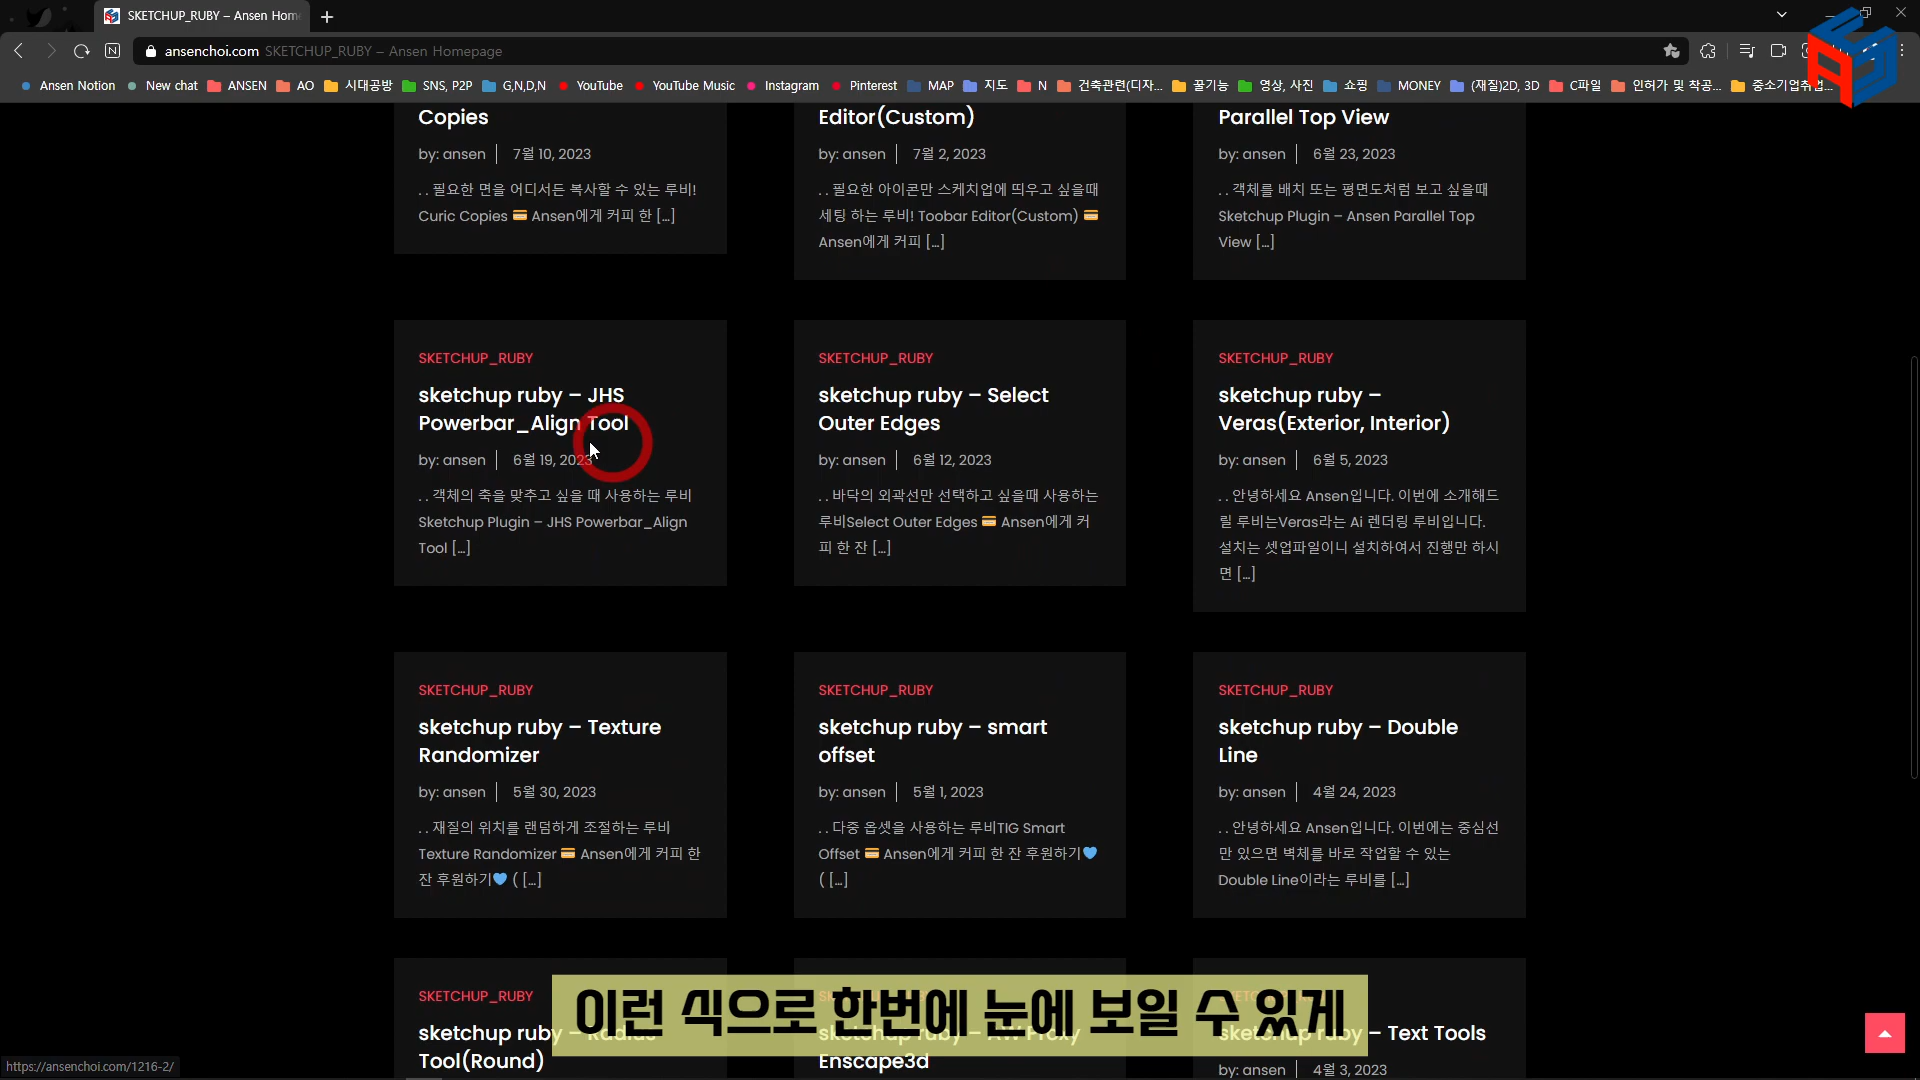 SKETCHUP_RUBY – Ansen Hom
ansenchoi.com SKETCHUP_RUBY – Ansen Homepage
Ansen Notion New chat ANSEN AO 시대공방 SNS, P2P G,N,D,N YouTube YouTube Music Instagram Pinterest MAP 지도 N 건축관련(디자... 꿀기능 영상, 사진 쇼핑 MONEY (재질)2D, 3D C파일 인허가 및 착공... 중소기업취업...
Copies
by: ansen 7월 10, 2023
. . 필요한 면을 어디서든 복사할 수 있는 루비!
Curic Copies 💳 Ansen에게 커피 한 [...]
Editor(Custom)
by: ansen 7월 2, 2023
. . 필요한 아이콘만 스케치업에 띄우고 싶을때
세팅 하는 루비! Toobar Editor(Custom) 💳
Ansen에게 커피 [...]
Parallel Top View
by: ansen 6월 23, 2023
. . 객체를 배치 또는 평면도처럼 보고 싶을때
Sketchup Plugin – Ansen Parallel Top
View [...]
SKETCHUP_RUBY
sketchup ruby – JHS
Powerbar_Align Tool
by: ansen 6월 19, 2023
. . 객체의 축을 맞추고 싶을 때 사용하는 루비
Sketchup Plugin – JHS Powerbar_Align
Tool [...]
SKETCHUP_RUBY
sketchup ruby – Select
Outer Edges
by: ansen 6월 12, 2023
. . 바닥의 외곽선만 선택하고 싶을때 사용하는
루비Select Outer Edges 💳 Ansen에게 커
피 한 잔 [...]
SKETCHUP_RUBY
sketchup ruby –
Veras(Exterior, Interior)
by: ansen 6월 5, 2023
. . 안녕하세요 Ansen입니다. 이번에 소개해드
릴 루비는Veras라는 Ai 렌더링 루비입니다.
설치는 셋업파일이니 설치하여서 진행만 하시
면 [...]
SKETCHUP_RUBY
sketchup ruby – Texture
Randomizer
by: ansen 5월 30, 2023
. . 재질의 위치를 랜덤하게 조절하는 루비
Texture Randomizer 💳 Ansen에게 커피 한
잔 후원하기💙 ( [...]
SKETCHUP_RUBY
sketchup ruby – smart
offset
by: ansen 5월 1, 2023
. . 다중 옵셋을 사용하는 루비TIG Smart
Offset 💳 Ansen에게 커피 한 잔 후원하기💙
( [...]
SKETCHUP_RUBY
sketchup ruby – Double
Line
by: ansen 4월 24, 2023
. . 안녕하세요 Ansen입니다. 이번에는 중심선
만 있으면 벽체를 바로 작업할 수 있는
Double Line이라는 루비를 [...]
SKETCHUP_RUBY
sketchup ruby – Radius
Tool(Round)
Proxy
Enscape3d
– Text Tools
by: ansen 4월 3, 2023
이런 식으로 한번에 눈에 보일 수 있게
https://ansenchoi.com/1216-2/